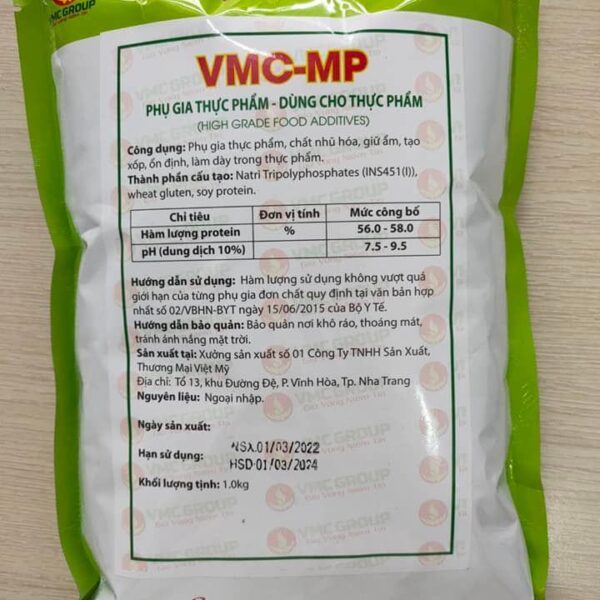 VMC GROUP
VMC-MP
PHỤ GIA THỰC PHẨM - DÙNG CHO THỰC PHẨM
(HIGH GRADE FOOD ADDITIVES)
Công dụng: Phụ gia thực phẩm, chất nhũ hóa, giữ ẩm, tạo
xốp, ổn định, làm dày trong thực phẩm.
Thành phần cấu tạo: Natri Tripolyphosphates (INS451(I)),
wheat gluten, soy protein.
Chỉ tiêu Đơn vị tính Mức công bố
Hàm lượng protein % 56.0 - 58.0
pH (dung dịch 10%) 7.5 - 9.5
Hướng dẫn sử dụng: Hàm lượng sử dụng không vượt quá
giới hạn của từng phụ gia đơn chất quy định tại văn bản hợp
nhất số 02/VBHN-BYT ngày 15/06/2015 của Bộ Y Tế.
Hướng dẫn bảo quản: Bảo quản nơi khô ráo, thoáng mát,
tránh ánh nắng mặt trời.
Sản xuất tại: Xưởng sản xuất số 01 Công Ty TNHH Sản Xuất,
Thương Mại Việt Mỹ
Địa chỉ: Tổ 13, khu Đường Đệ, P. Vĩnh Hòa, Tp. Nha Trang
Nguyên liệu: Ngoại nhập.
Ngày sản xuất:
NSX.01/03/2022
Hạn sử dụng:
HSD-01/03/2024
Khối lượng tịnh: 1.0kg